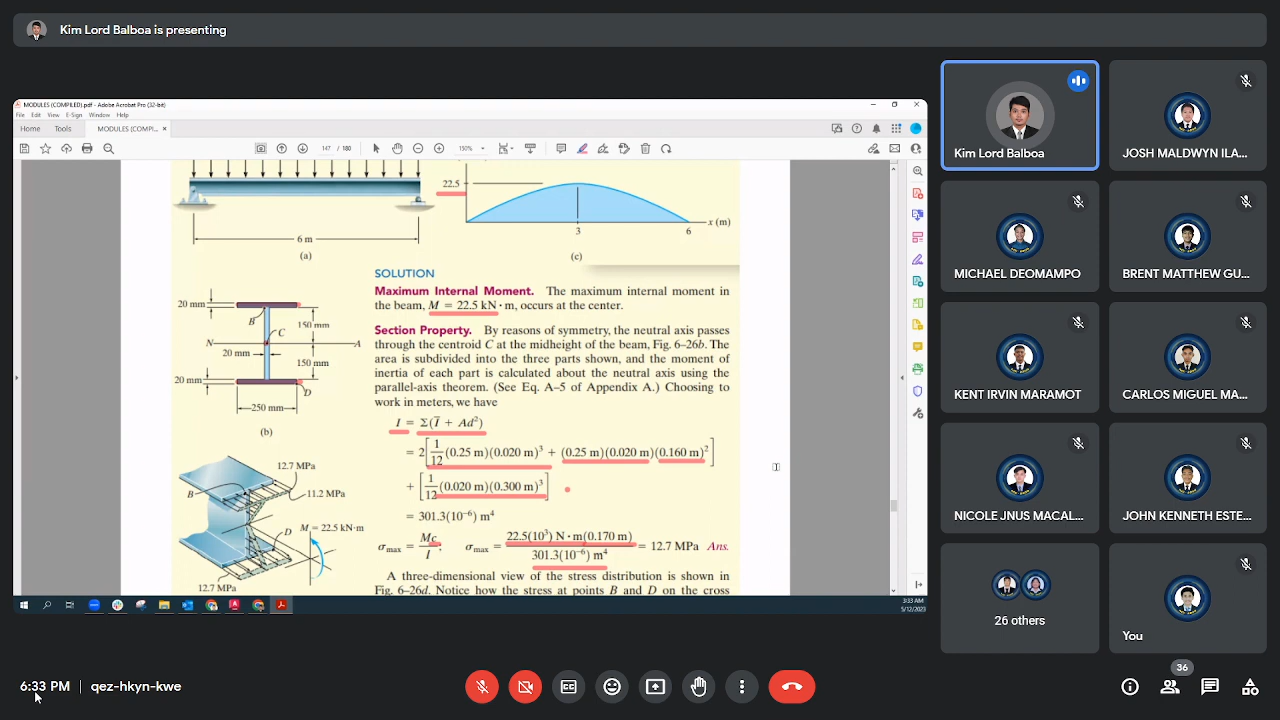 Kim Lord Balboa is presenting
MODULES (COMPILED).pdf - Adobe Acrobat Pro (32-bit)
File Edit View E-Sign Window Help
Home Tools MODULES (COMPI... ×
147 / 180 150%
22.5
x (m)
3 6
6 m
(a)
(c)
SOLUTION
Maximum Internal Moment. The maximum internal moment in
the beam, M = 22.5 kN · m, occurs at the center.
20 mm
B
C
150 mm
N
A
20 mm
150 mm
20 mm
D
250 mm
(b)
Section Property. By reasons of symmetry, the neutral axis passes
through the centroid C at the midheight of the beam, Fig. 6–26b. The
area is subdivided into the three parts shown, and the moment of
inertia of each part is calculated about the neutral axis using the
parallel-axis theorem. (See Eq. A–5 of Appendix A.) Choosing to
work in meters, we have
I = Σ(I̅ + Ad²)
= 2[1/12(0.25 m)(0.020 m)³ + (0.25 m)(0.020 m)(0.160 m)²]
+ [1/12(0.020 m)(0.300 m)³]
= 301.3(10⁻⁶) m⁴
σmax = Mc/I; σmax = 22.5(10³) N · m(0.170 m)/301.3(10⁻⁶) m⁴ = 12.7 MPa Ans.
A three-dimensional view of the stress distribution is shown in
Fig. 6–26d. Notice how the stress at points B and D on the cross
12.7 MPa
B
11.2 MPa
D
M = 22.5 kN·m
12.7 MPa
3:33 AM
5/12/2023
Kim Lord Balboa
JOSH MALDWYN ILA...
MICHAEL DEOMAMPO
BRENT MATTHEW GU...
KENT IRVIN MARAMOT
CARLOS MIGUEL MA...
NICOLE JNUS MACAL...
JOHN KENNETH ESTE...
26 others
You
6:33 PM | qez-hkyn-kwe
36